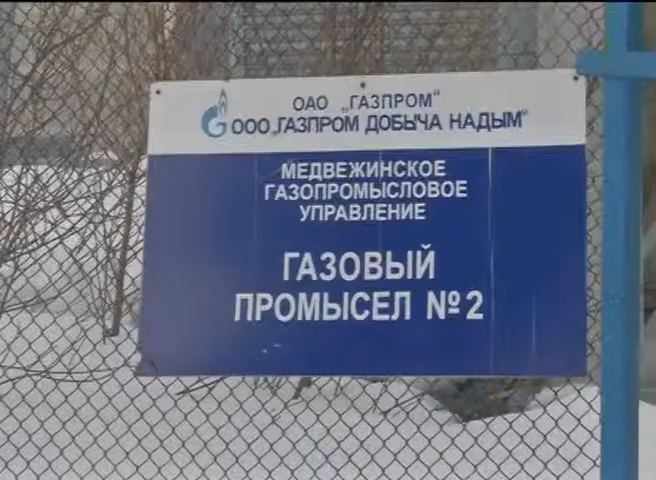 ОАО „ГАЗПРОМ“
ООО „ГАЗПРОМ ДОБЫЧА НАДЫМ“
МЕДВЕЖИНСКОЕ
ГАЗОПРОМЫСЛОВОЕ
УПРАВЛЕНИЕ
ГАЗОВЫЙ
ПРОМЫСЕЛ №2